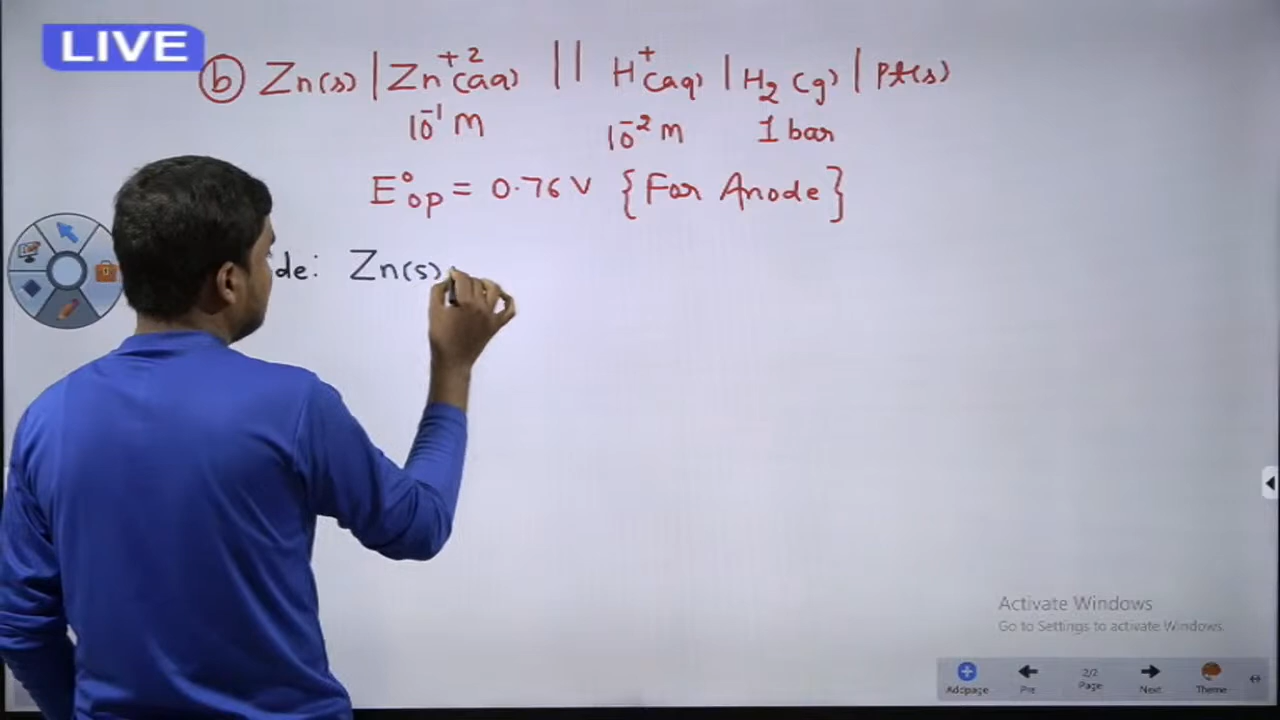 LIVE
(b) Zn(s) | Zn⁺²(aq) || H⁺(aq) | H₂(g) | Pt(s)
10⁻¹ M 10⁻² M 1 bar
E°op = 0.76 V {For Anode}
de: Zn(s)
Activate Windows
Go to Settings to activate Windows.
2/2
Addpage Pre Page Next Theme